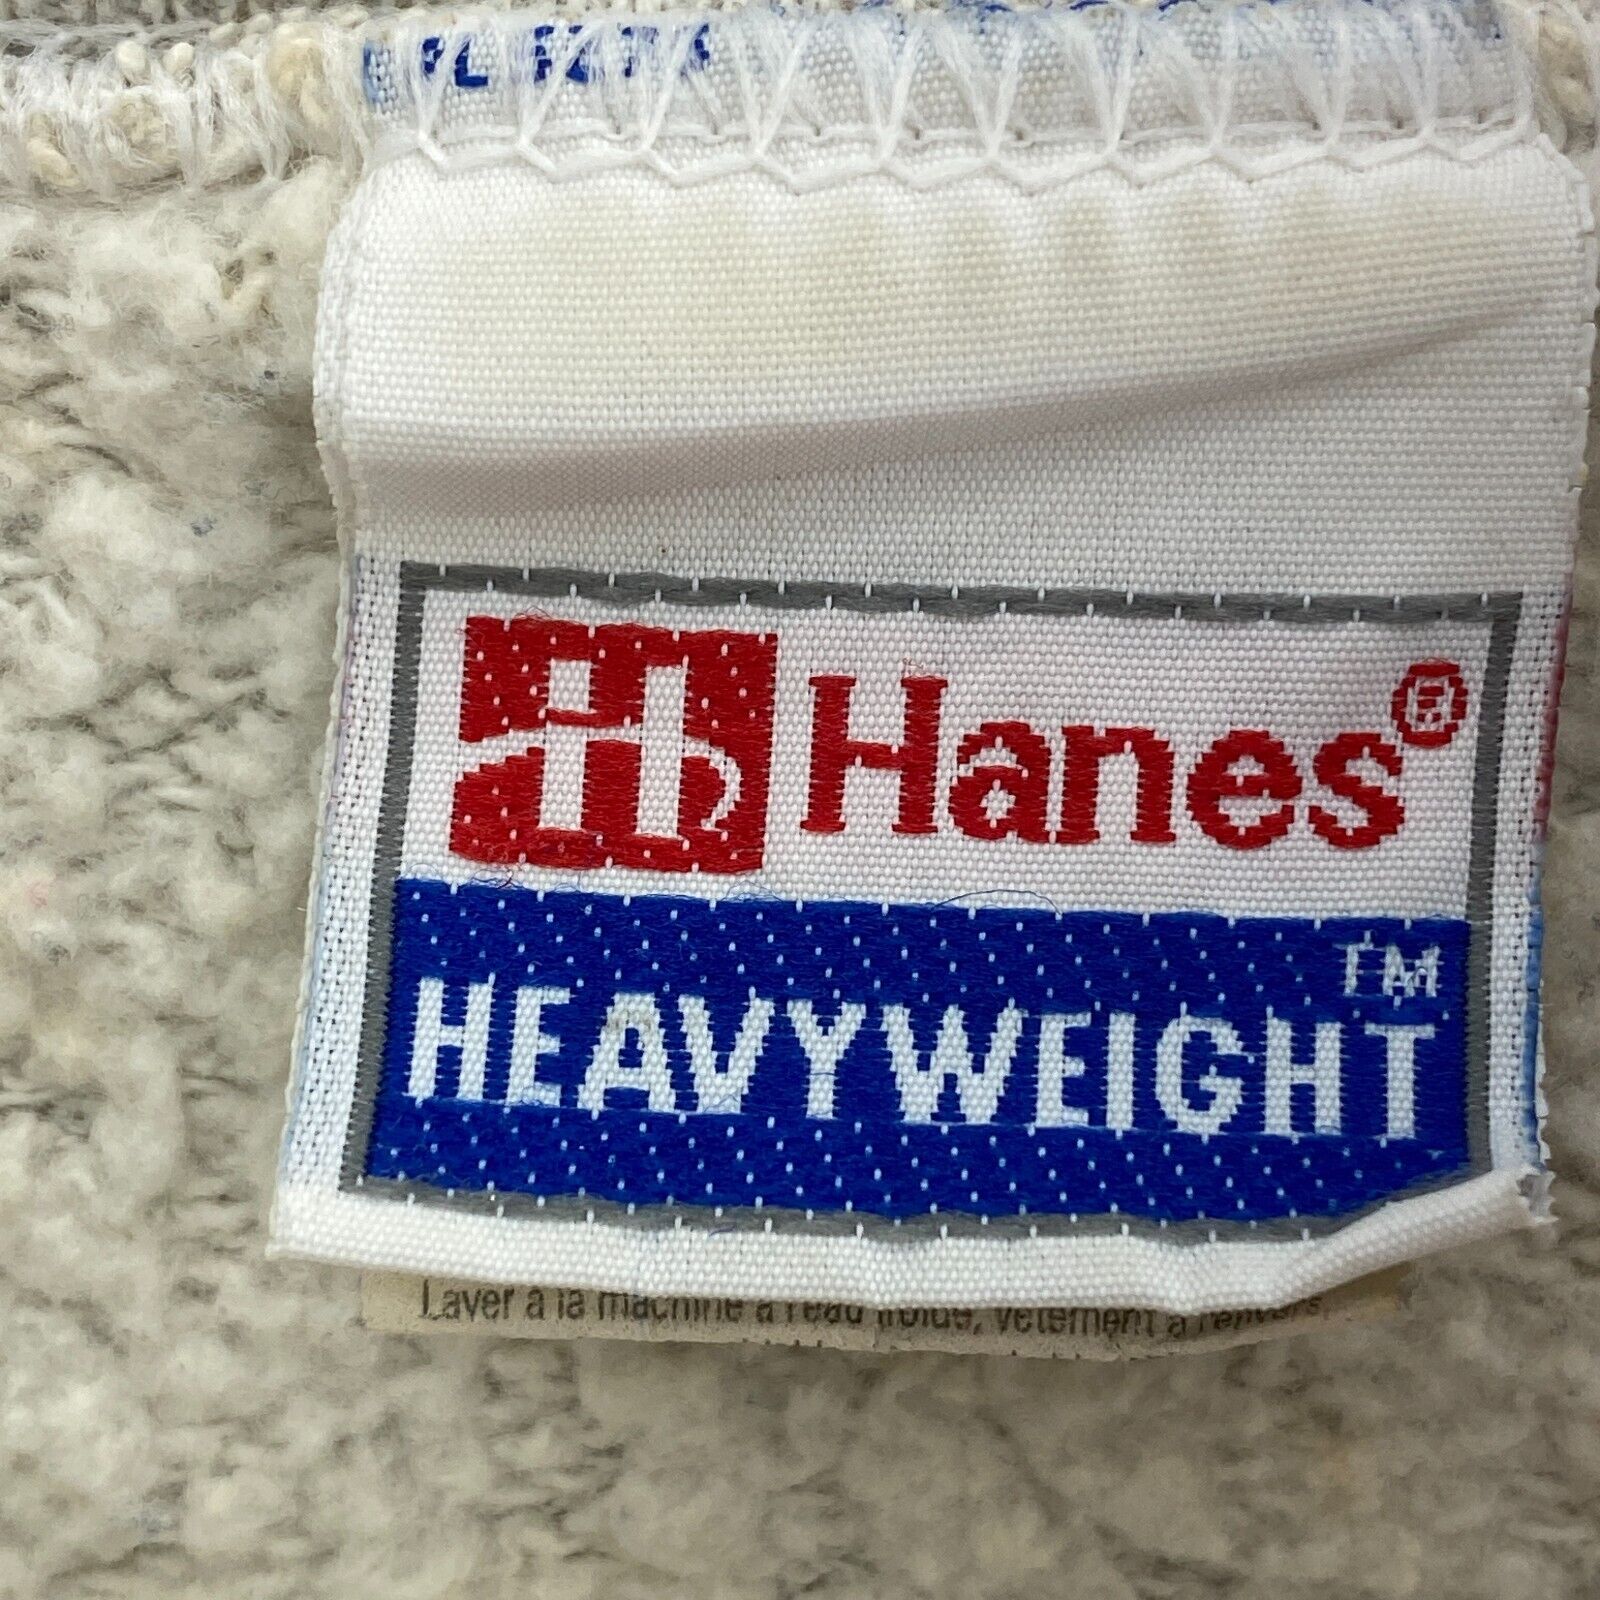 Hanes®
HEAVYWEIGHT™
Laver à la machine à l'eau froide, vêtement à l'envers.